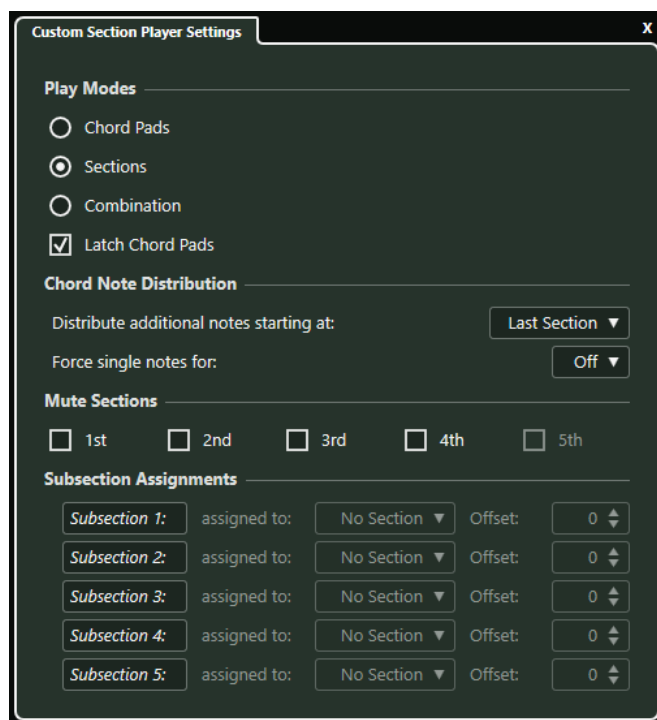 Custom Section Player Settings X
Play Modes
Chord Pads
Sections
Combination
Latch Chord Pads
Chord Note Distribution
Distribute additional notes starting at: Last Section
Force single notes for: Off
Mute Sections
1st 2nd 3rd 4th 5th
Subsection Assignments
Subsection 1: assigned to: No Section Offset: 0
Subsection 2: assigned to: No Section Offset: 0
Subsection 3: assigned to: No Section Offset: 0
Subsection 4: assigned to: No Section Offset: 0
Subsection 5: assigned to: No Section Offset: 0